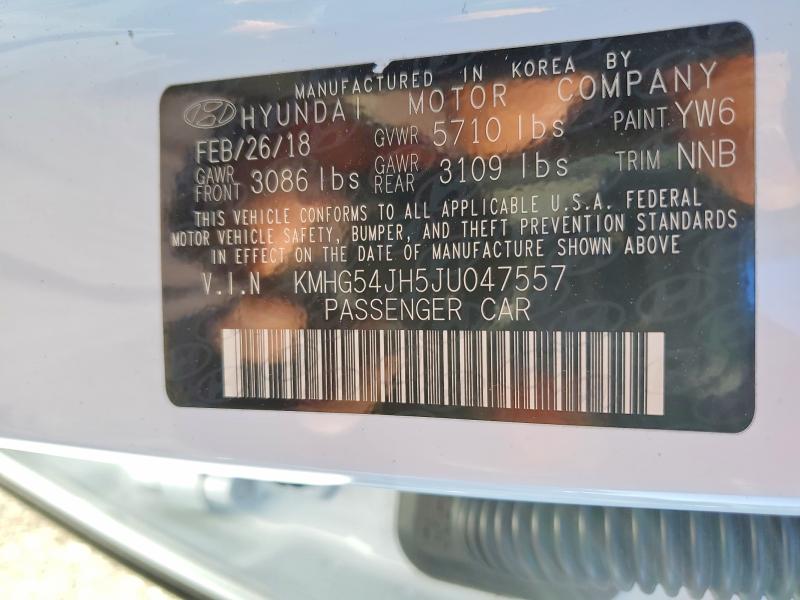 MANUFACTURED IN KOREA BY
HYUNDAI MOTOR COMPANY
FEB/26/18 GVWR 5710 lbs PAINT YW6
GAWR FRONT 3086 lbs GAWR REAR 3109 lbs TRIM NNB
THIS VEHICLE CONFORMS TO ALL APPLICABLE U.S.A. FEDERAL
MOTOR VEHICLE SAFETY, BUMPER, AND THEFT PREVENTION STANDARDS
IN EFFECT ON THE DATE OF MANUFACTURE SHOWN ABOVE
V.I.N KMHG54JH5JU047557
PASSENGER CAR